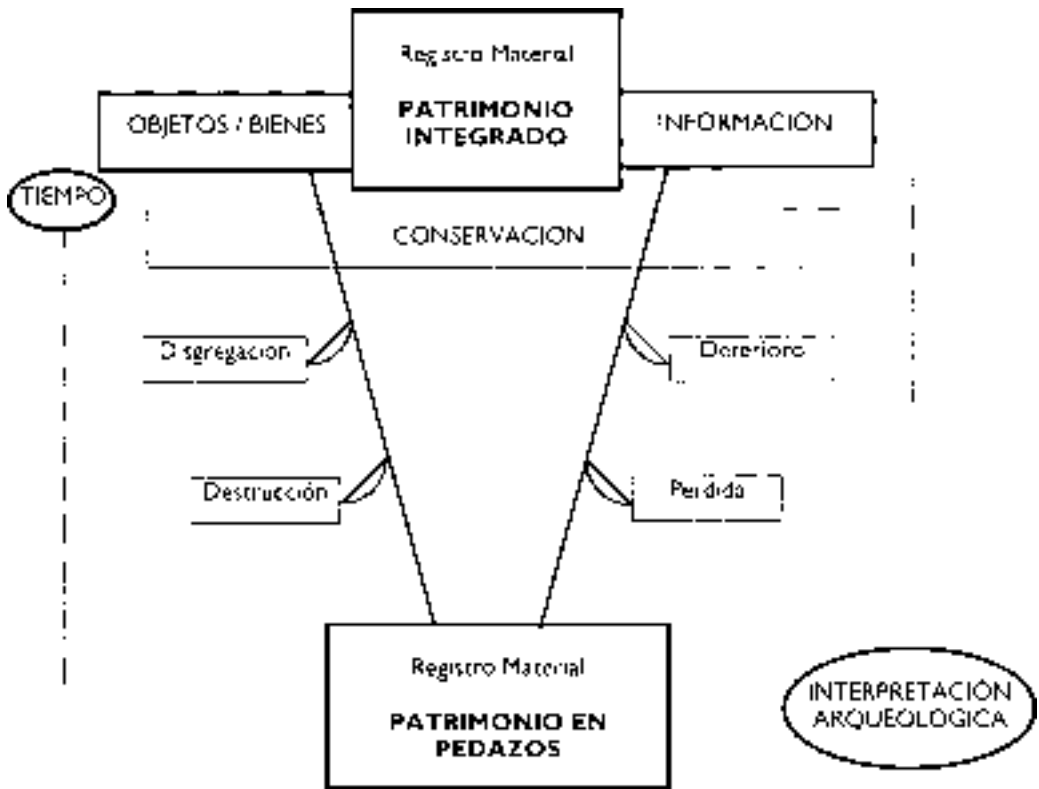 Registro Material
PATRIMONIO
INTEGRADO
OBJETOS / BIENES
INFORMACION
TIEMPO
CONSERVACION
Disgregacion
Deterioro
Destrucción
Perdida
Registro Material
PATRIMONIO EN
PEDAZOS
INTERPRETACIÓN
ARQUEOLOGICA